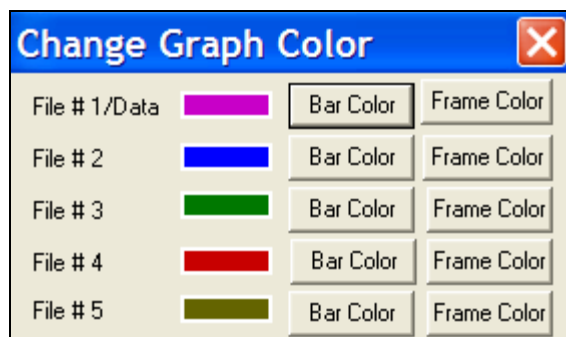 Change Graph Color
File # 1/Data Bar Color Frame Color
File # 2 Bar Color Frame Color
File # 3 Bar Color Frame Color
File # 4 Bar Color Frame Color
File # 5 Bar Color Frame Color